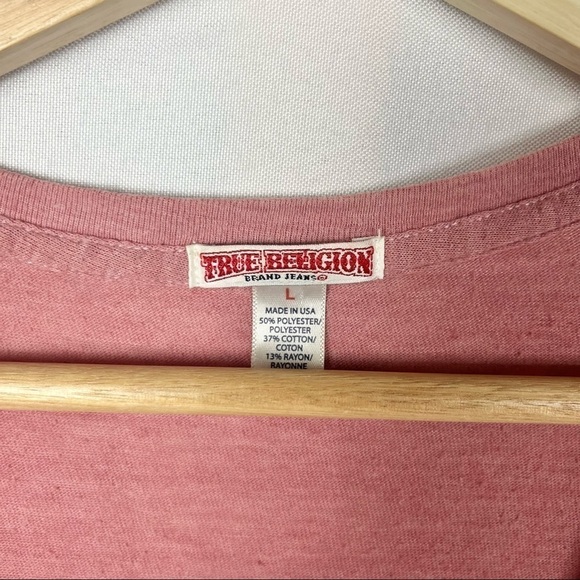 TRUE RELIGION
BRAND JEANS®
L
MADE IN USA
50% POLYESTER/
POLYESTER
37% COTTON/
COTON
13% RAYON/
RAYONNE